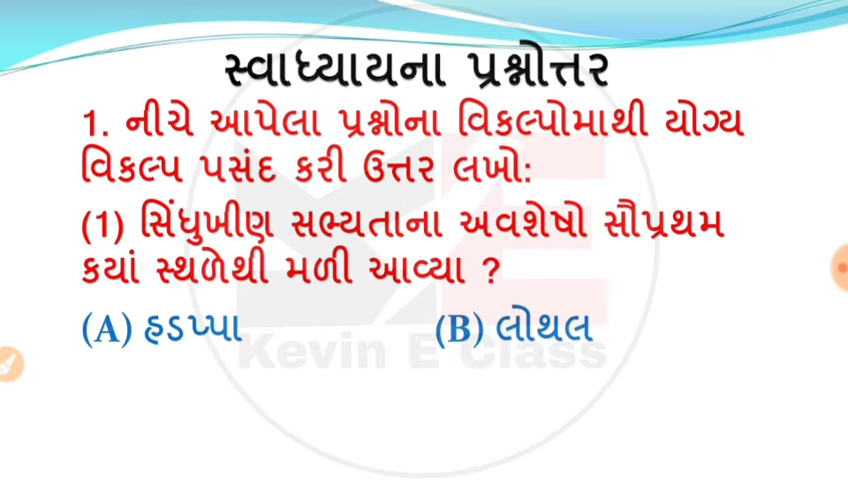 સ્વાધ્યાયના પ્રશ્નોત્તર
1. નીચે આપેલા પ્રશ્નોના વિકલ્પોમાથી યોગ્ય
વિકલ્પ પસંદ કરી ઉત્તર લખો:
(1) સિંધુખીણ સભ્યતાના અવશેષો સૌપ્રથમ
કયાં સ્થળેથી મળી આવ્યા ?
(A) હડપ્પા (B) લોથલ
Kevin E Class